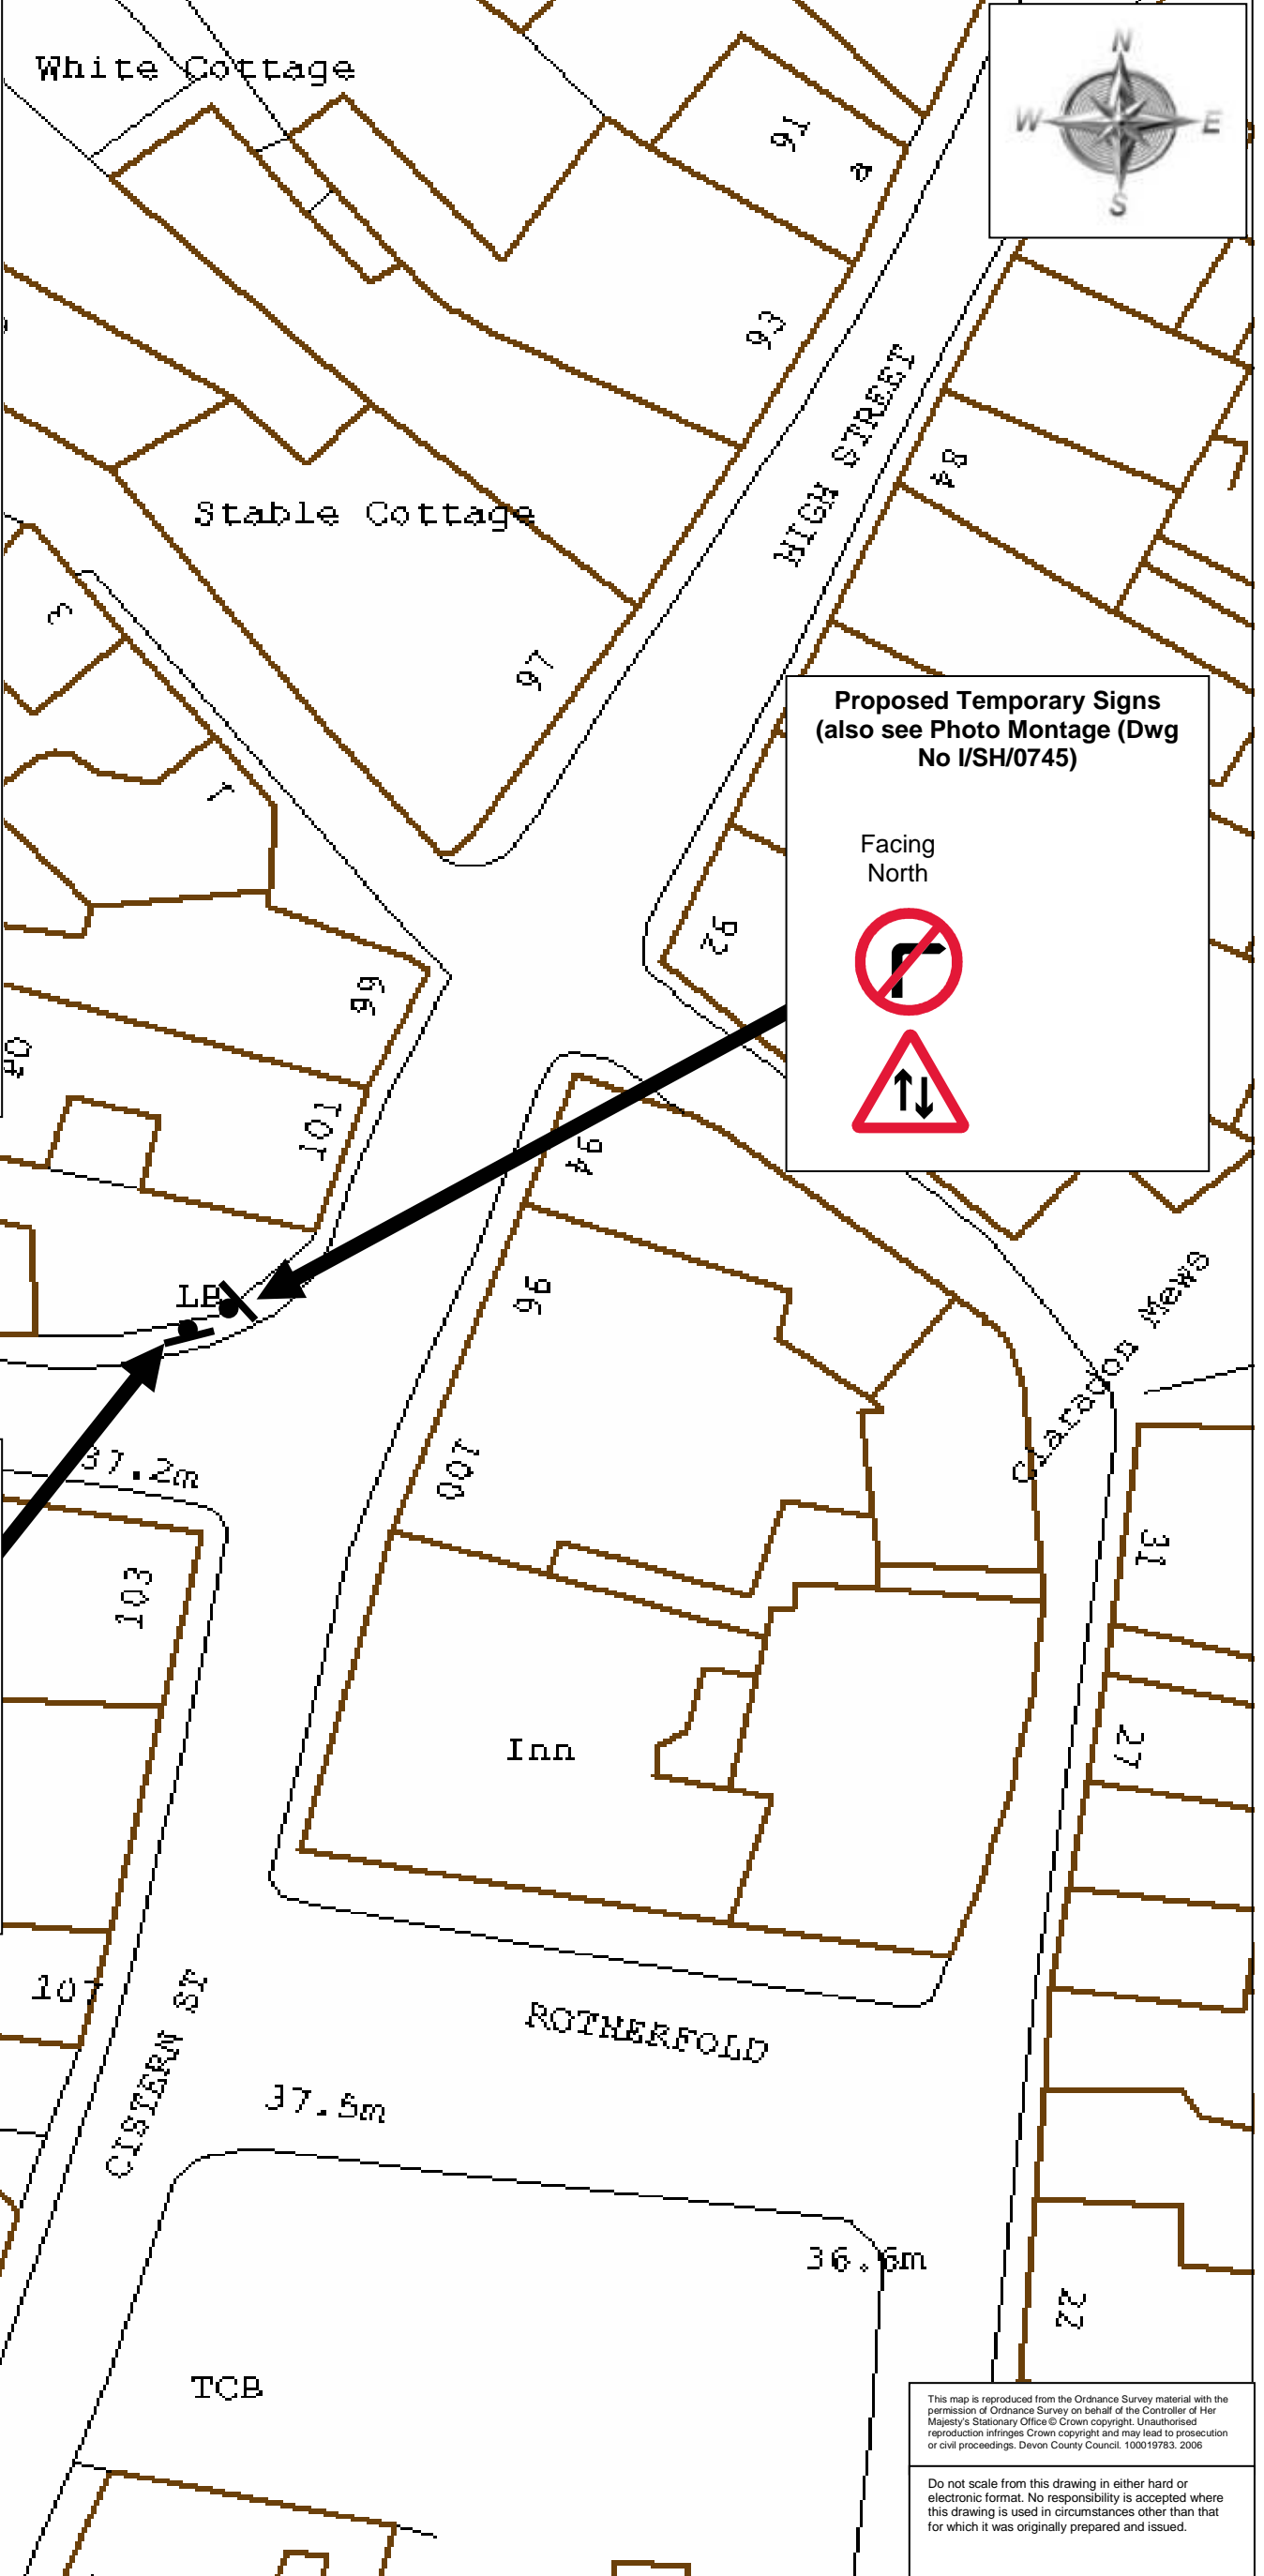 White Cottage
N
W E
S
91
a
93
HIGH STREET
84
Stable Cottage
3
97
1
Proposed Temporary Signs
(also see Photo Montage (Dwg
No I/SH/0745)
Facing
North
92
99
101
94
96
LB
Claradon Mews
37.2m
100
103
31
27
Inn
107
CISTERN ST
ROTHERFOLD
37.5m
36.6m
22
TCB
This map is reproduced from the Ordnance Survey material with the
permission of Ordnance Survey on behalf of the Controller of Her
Majesty's Stationary Office © Crown copyright. Unauthorised
reproduction infringes Crown copyright and may lead to prosecution
or civil proceedings. Devon County Council. 100019783. 2006
Do not scale from this drawing in either hard or
electronic format. No responsibility is accepted where
this drawing is used in circumstances other than that
for which it was originally prepared and issued.